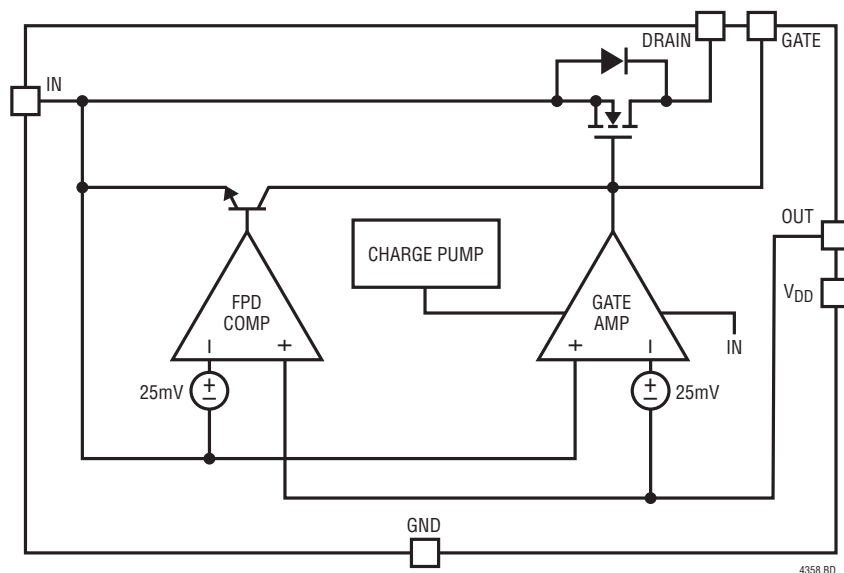 DRAIN
GATE
IN
OUT
CHARGE PUMP
VDD
FPD
COMP
GATE
AMP
IN
− +
+ −
25mV
+
−
+
−
25mV
GND
4358 BD